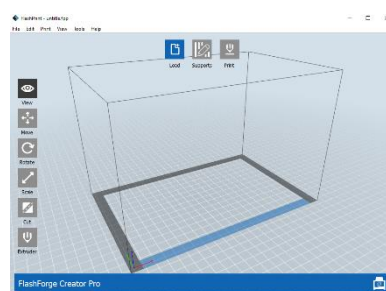 FlashPrint - untitled.fpp
File Edit Print View Tools Help
Load Supports Print
View
Move
Rotate
Scale
Cut
Extruder
FlashForge Creator Pro